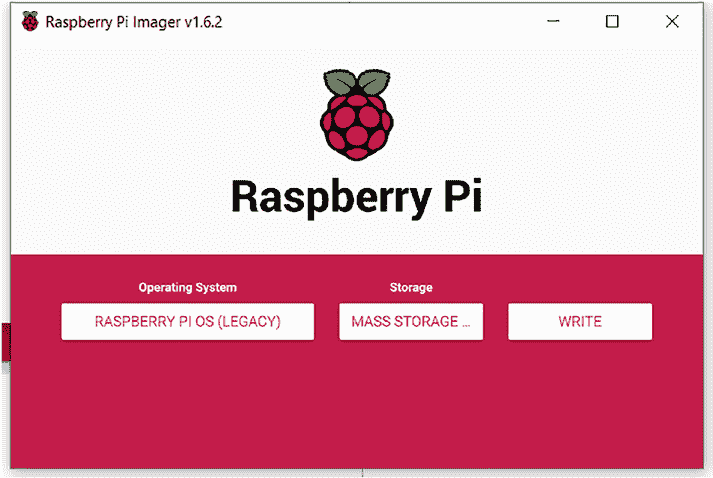 Raspberry Pi Imager v1.6.2
Raspberry Pi
Operating System
Storage
RASPBERRY PI OS (LEGACY)
MASS STORAGE ...
WRITE